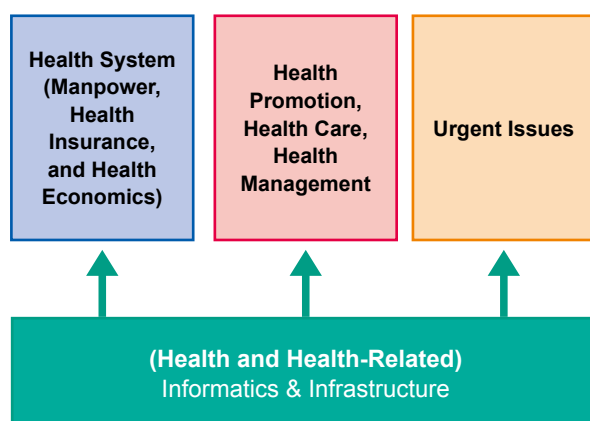 Health System
(Manpower,
Health
Insurance,
and Health
Economics)
Health
Promotion,
Health Care,
Health
Management
Urgent Issues
(Health and Health-Related)
Informatics & Infrastructure